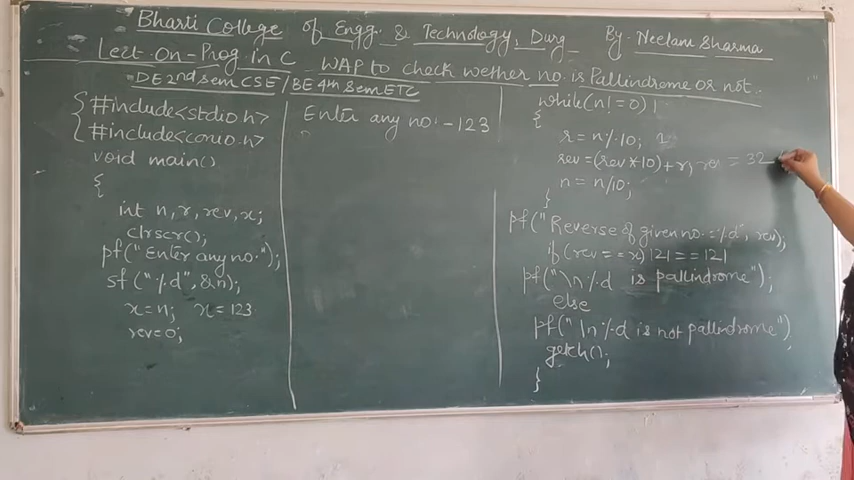 Bharti College of Engg. & Technology, Durg By - Neelam Sharma
Lect. On - Prog. in C WAP to check wether no. is Pallindrome or not.
DE 2nd Sem CSE / BE 4th Sem ETC
#include<stdio.h>
#include<conio.h>
void main()
{
int n, r, rev, x;
clrscr();
pf("Enter any no.");
sf("%d", &n);
x=n; x=123
rev=0;
Enter any no: - 123
while(n!=0)
{
r = n%10; 1
rev=(rev*10)+r; rev = 32
n = n/10;
}
pf("Reverse of given no.=%d", rev);
if(rev==x) 121==121
pf("\n%d is pallindrome");
else
pf("\n%d is not pallindrome")
getch();
}